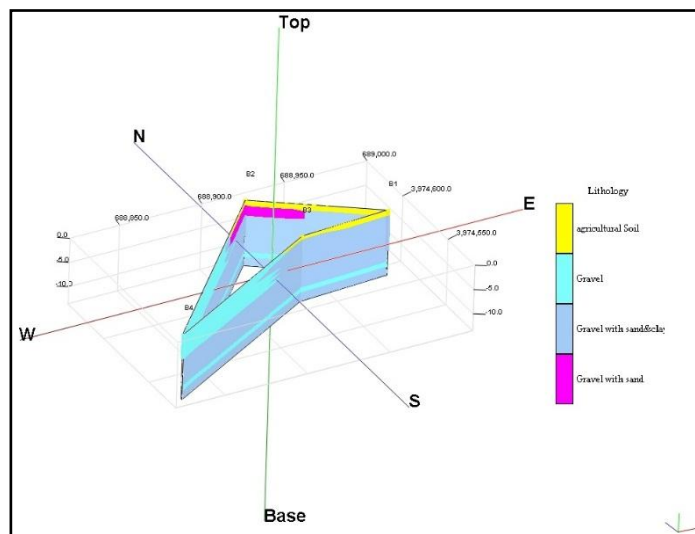 Top
N
689,000.0
B2
688,950.0
B1
3,974,600.0
688,900.0
B3
E
688,850.0
3,974,550.0
0.0
-5.0
-10.0
0.0
-5.0
-10.0
B4
W
S
Base
Lithology
agricultural Soil
Gravel
Gravel with sand&cla
Gravel with sand